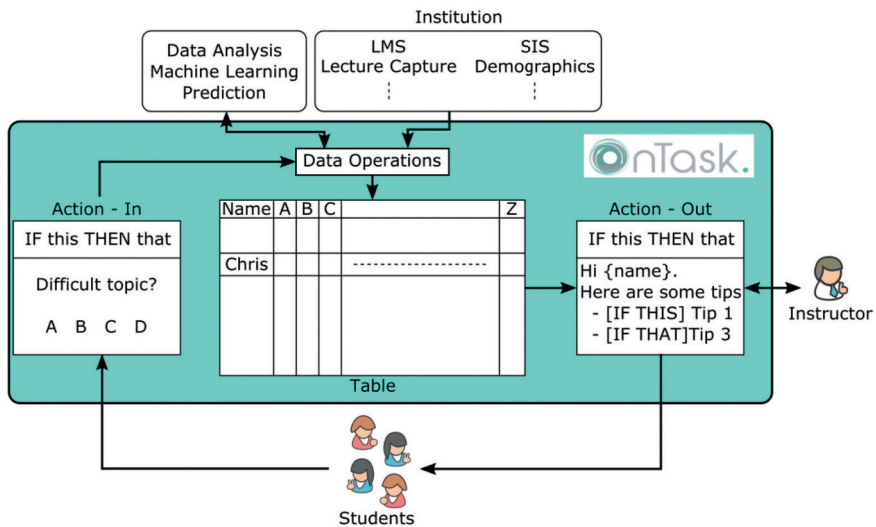 Institution
Data Analysis
Machine Learning
Prediction
LMS
Lecture Capture
SIS
Demographics
OnTask.
Data Operations
Action - In
IF this THEN that
Difficult topic?
A B C D
Name A B C Z
Chris
Table
Action - Out
IF this THEN that
Hi {name}.
Here are some tips
- [IF THIS] Tip 1
- [IF THAT]Tip 3
Instructor
Students